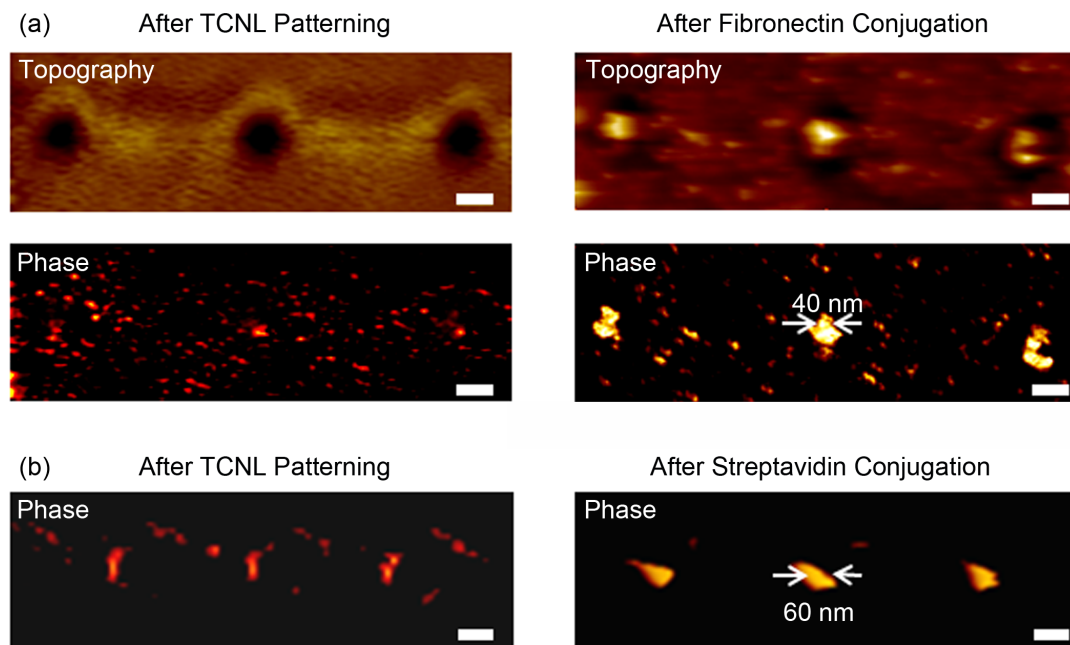 (a) After TCNL Patterning After Fibronectin Conjugation
Topography Topography
Phase Phase
40 nm
(b) After TCNL Patterning After Streptavidin Conjugation
Phase Phase
60 nm